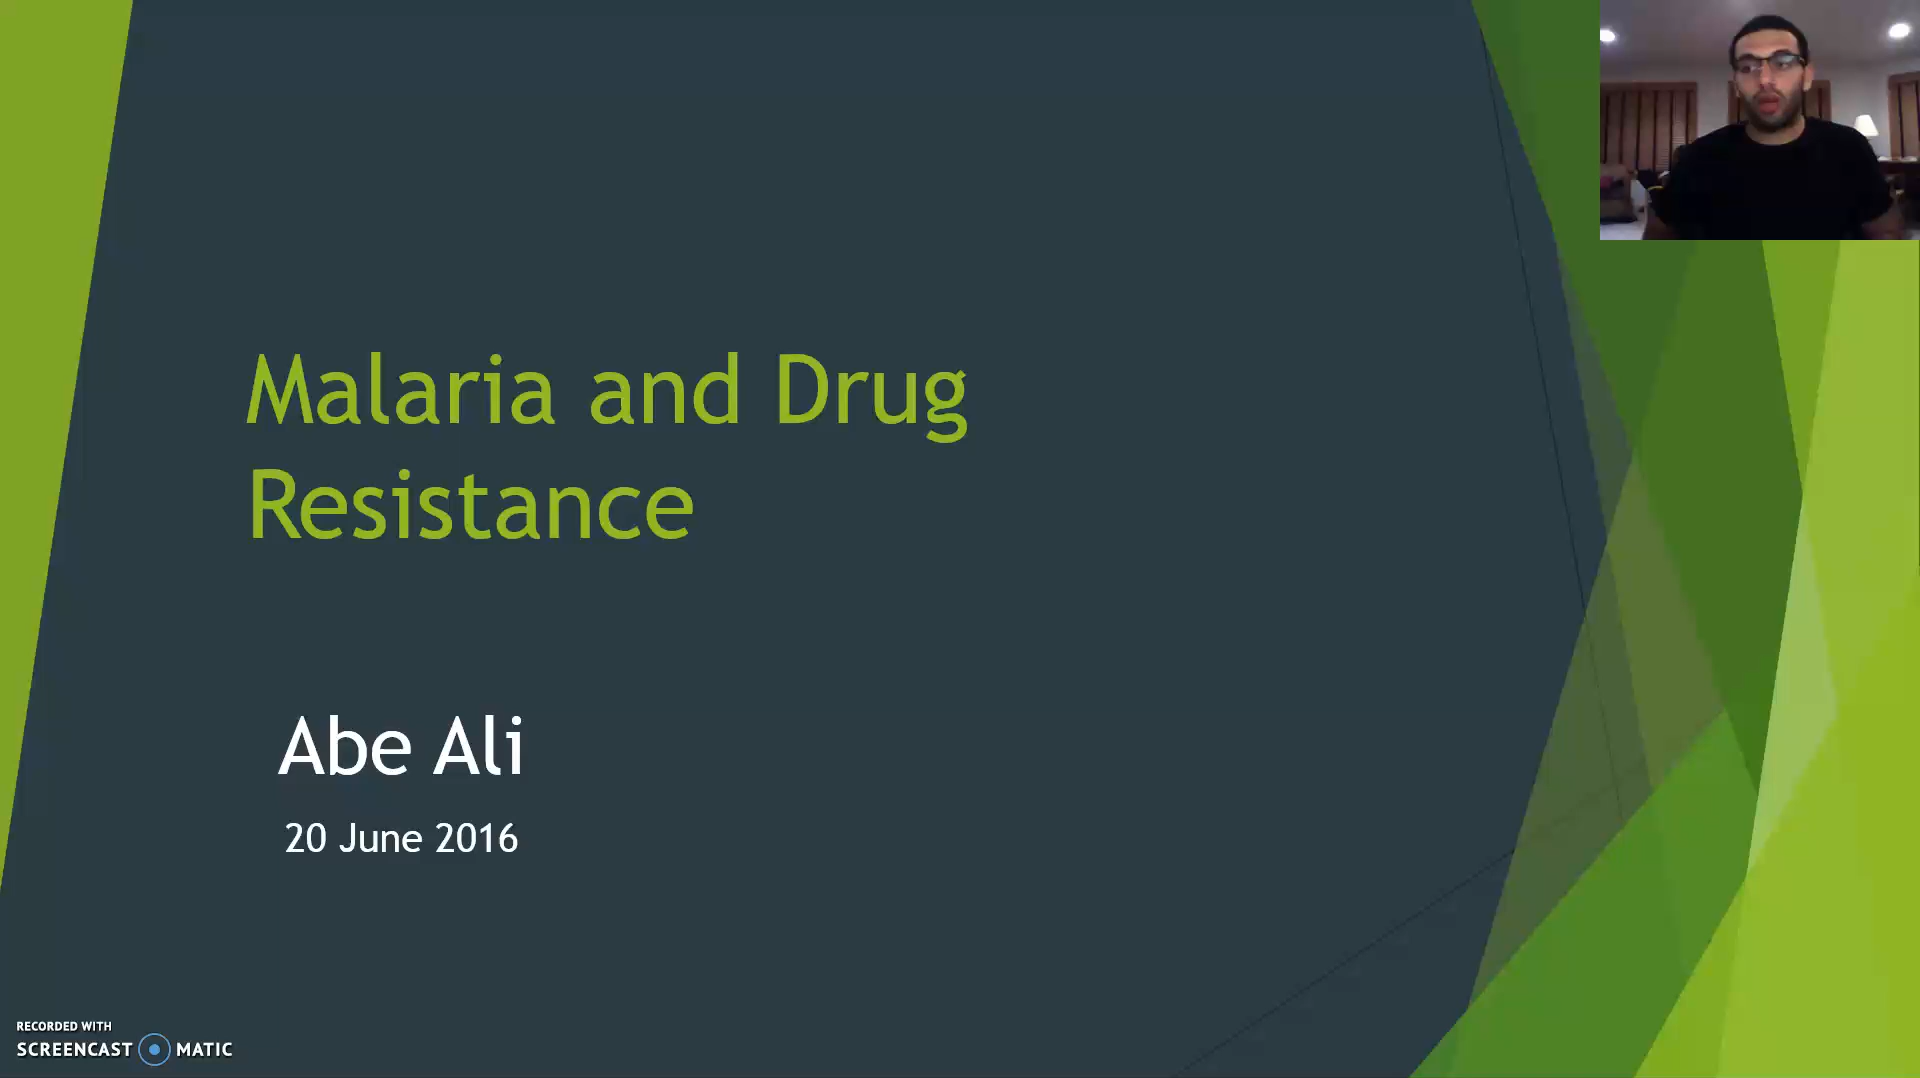 Malaria and Drug
Resistance
Abe Ali
20 June 2016
RECORDED WITH
SCREENCAST MATIC